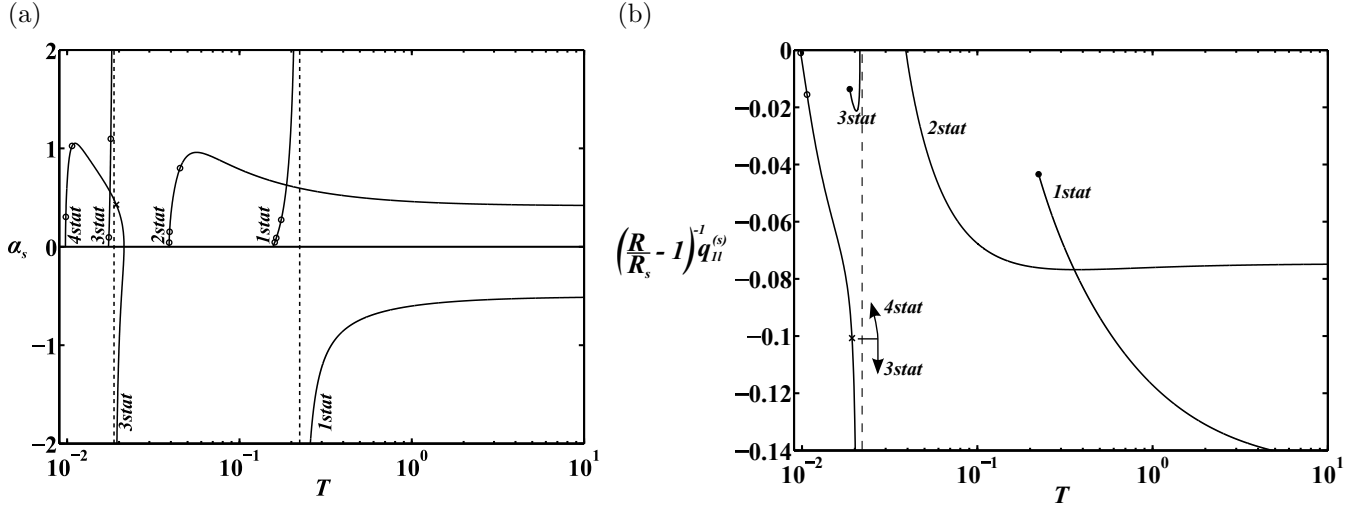 (a)
2
1
0
−1
−2
α_s
4stat
3stat
2stat
1stat
3stat
1stat
10^{-2}
10^{-1}
10^0
10^1
T
(b)
0
−0.02
−0.04
−0.06
−0.08
−0.1
−0.12
−0.14
(R/R_s - 1)^{-1} q_{11}^{(s)}
3stat
2stat
1stat
4stat
3stat
10^{-2}
10^{-1}
10^0
10^1
T